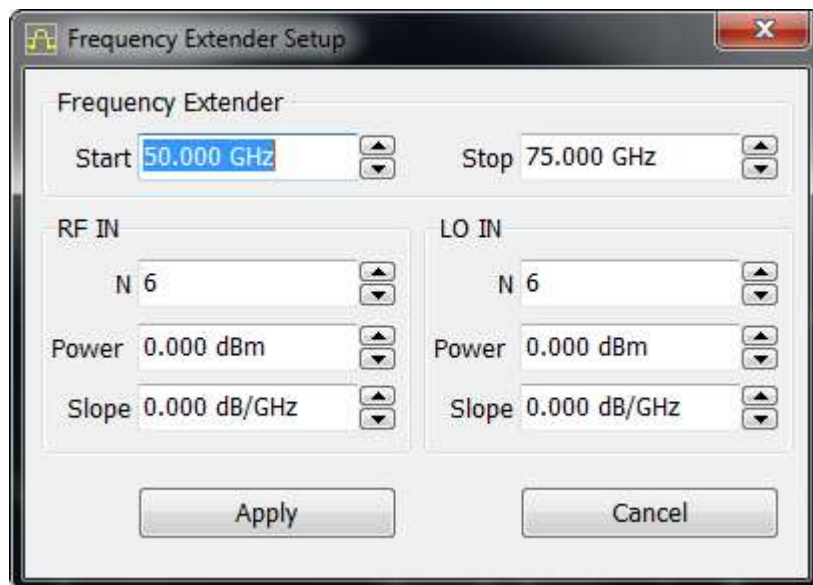 Frequency Extender Setup
Frequency Extender
Start 50.000 GHz Stop 75.000 GHz
RF IN
N 6
Power 0.000 dBm
Slope 0.000 dB/GHz
LO IN
N 6
Power 0.000 dBm
Slope 0.000 dB/GHz
Apply Cancel